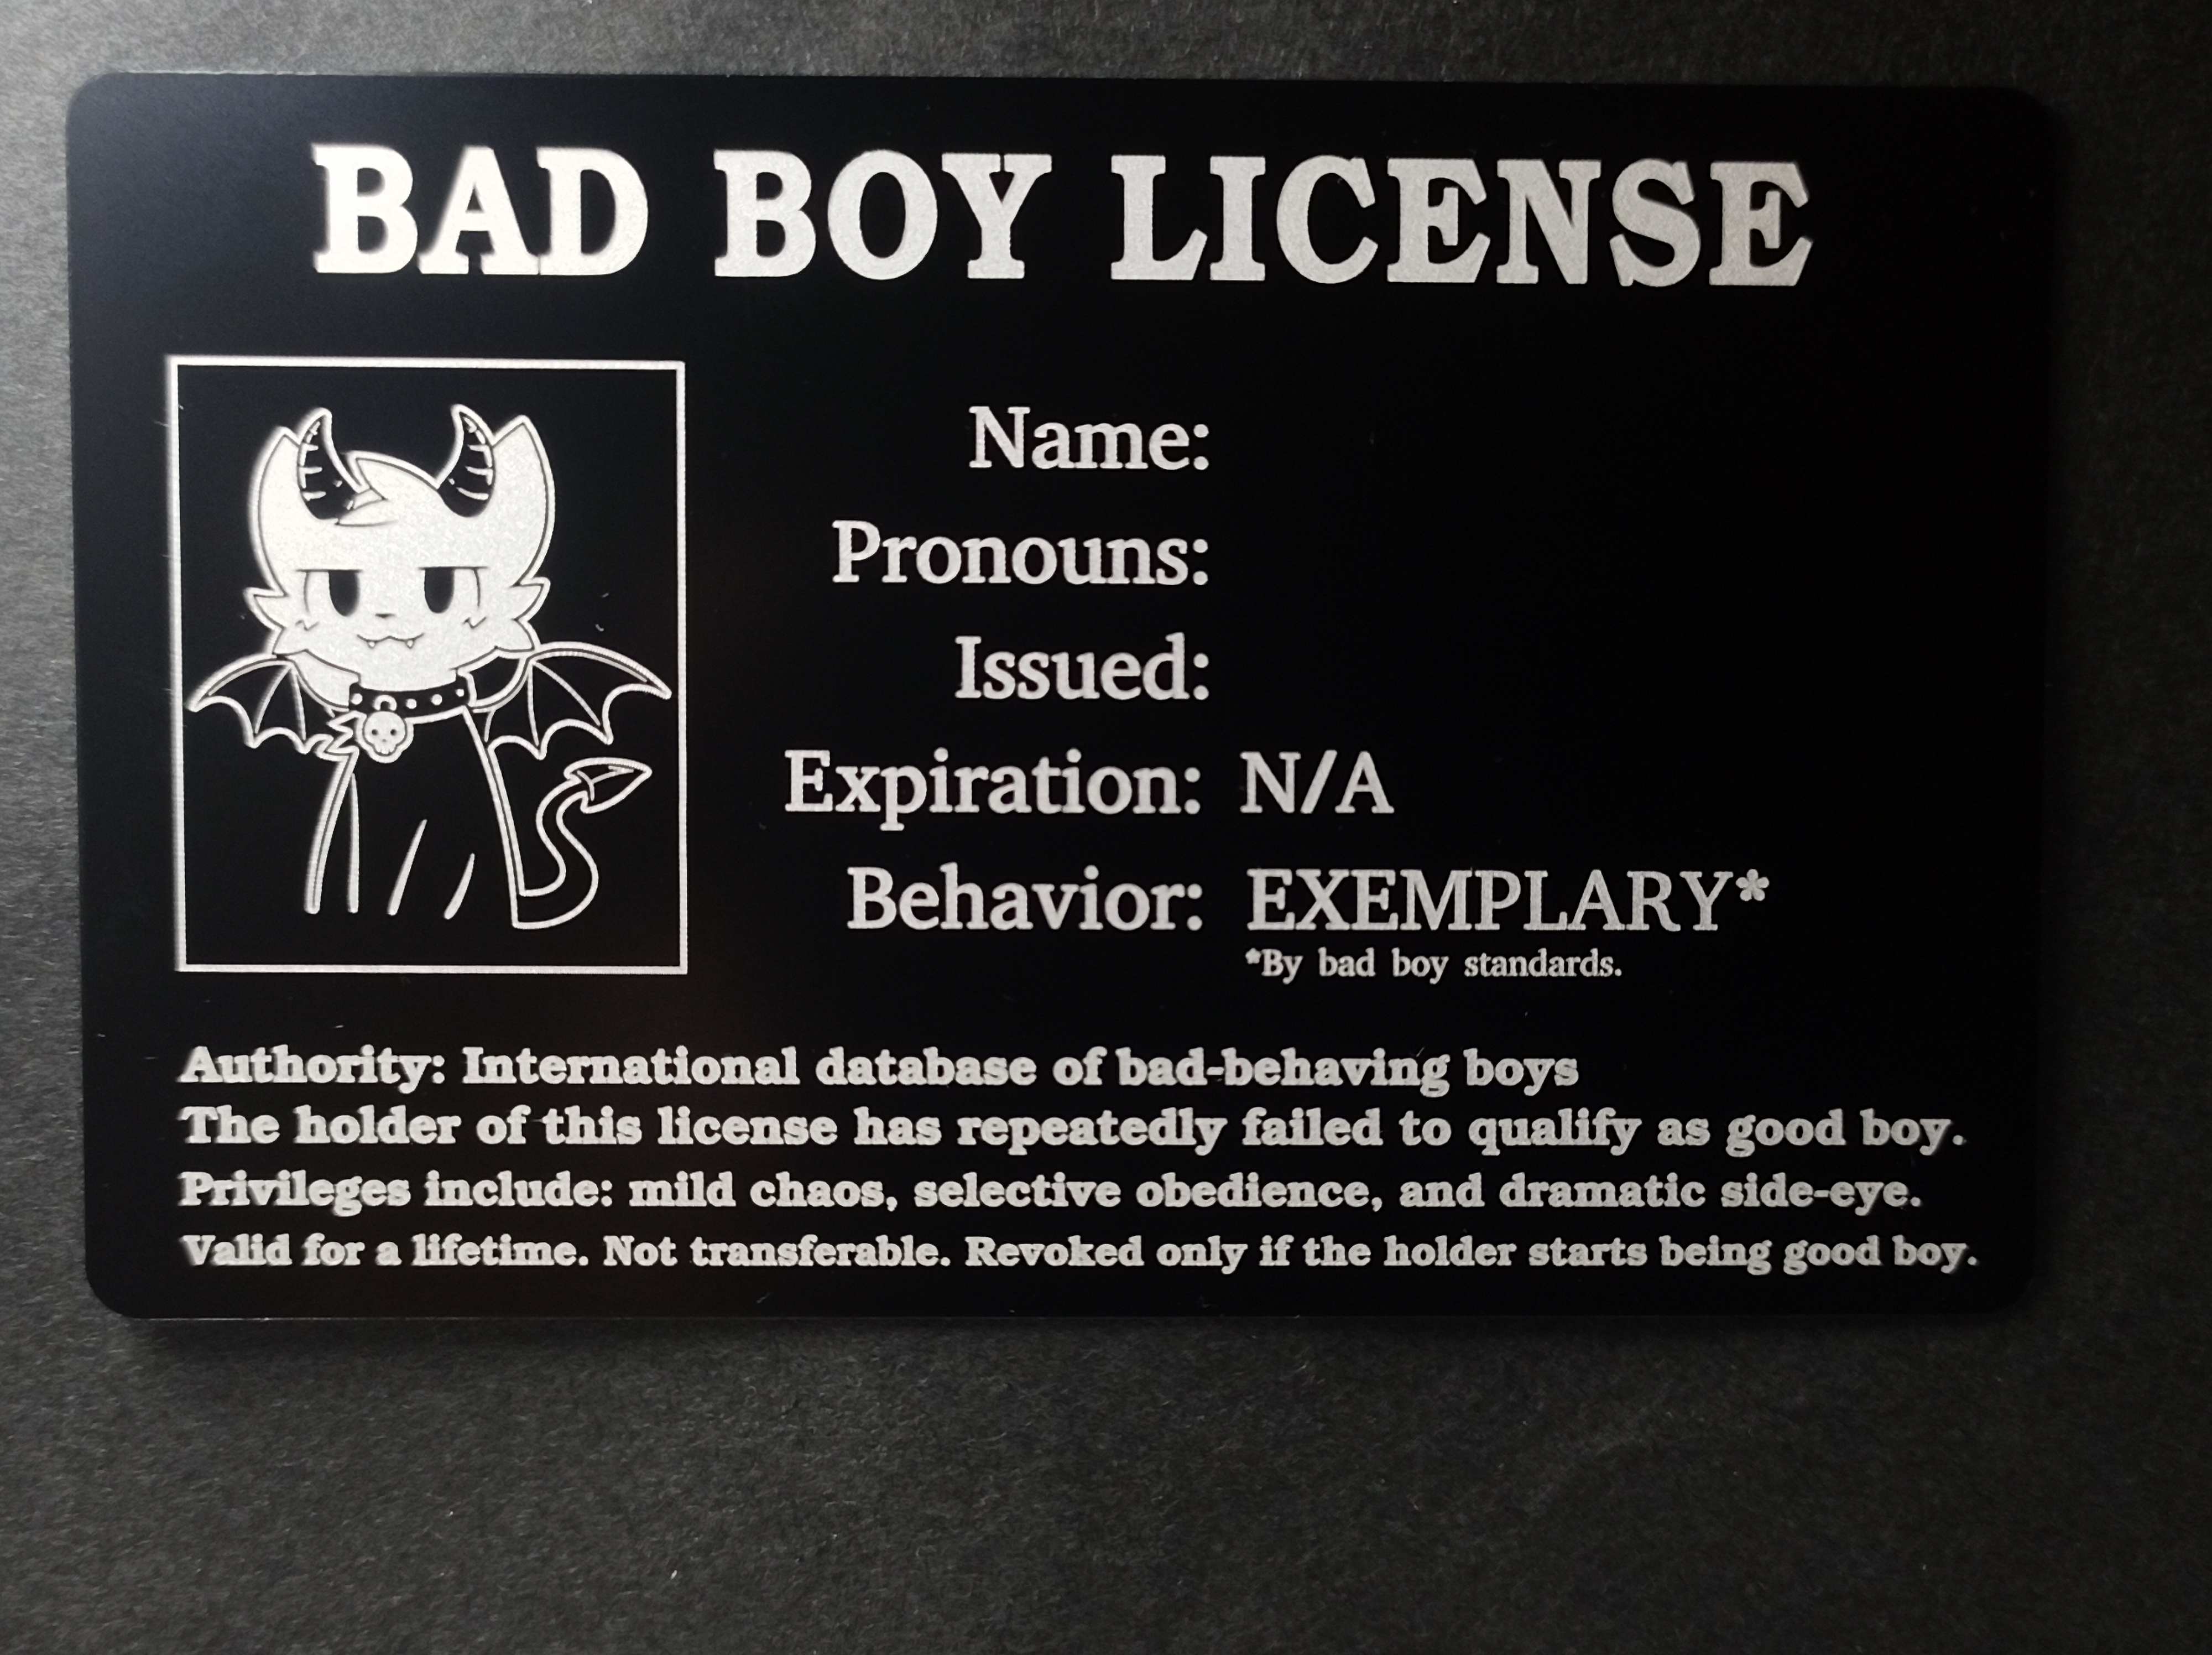 BAD BOY LICENSE
Name:
Pronouns:
Issued:
Expiration: N/A
Behavior: EXEMPLARY*
*By bad boy standards.
Authority: International database of bad-behaving boys
The holder of this license has repeatedly failed to qualify as good boy.
Privileges include: mild chaos, selective obedience, and dramatic side-eye.
Valid for a lifetime. Not transferable. Revoked only if the holder starts being good boy.